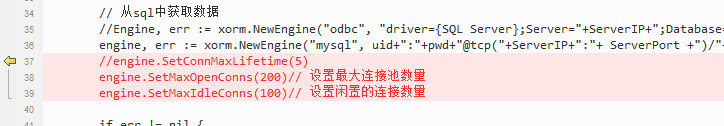 34 // 从sql中获取数据
35 //Engine, err := xorm.NewEngine("odbc", "driver={SQL Server};Server="+ServerIP+";Database=
36 engine, err := xorm.NewEngine("mysql", uid+":"+pwd+"@tcp("+ServerIP+":"+ ServerPort +")/"
37 //engine.SetConnMaxLifetime(5)
38 engine.SetMaxOpenConns(200)// 设置最大连接池数量
39 engine.SetMaxIdleConns(100)// 设置闲置的连接数量
40
41 if err != nil {